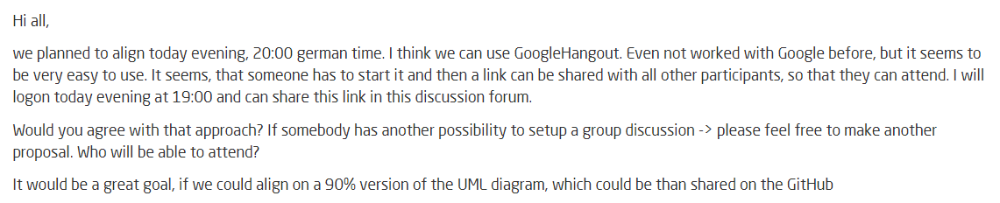 Hi all,
we planned to align today evening, 20:00 german time. I think we can use GoogleHangout. Even not worked with Google before, but it seems to
be very easy to use. It seems, that someone has to start it and then a link can be shared with all other participants, so that they can attend. I will
logon today evening at 19:00 and can share this link in this discussion forum.
Would you agree with that approach? If somebody has another possibility to setup a group discussion -> please feel free to make another
proposal. Who will be able to attend?
It would be a great goal, if we could align on a 90% version of the UML diagram, which could be than shared on the GitHub